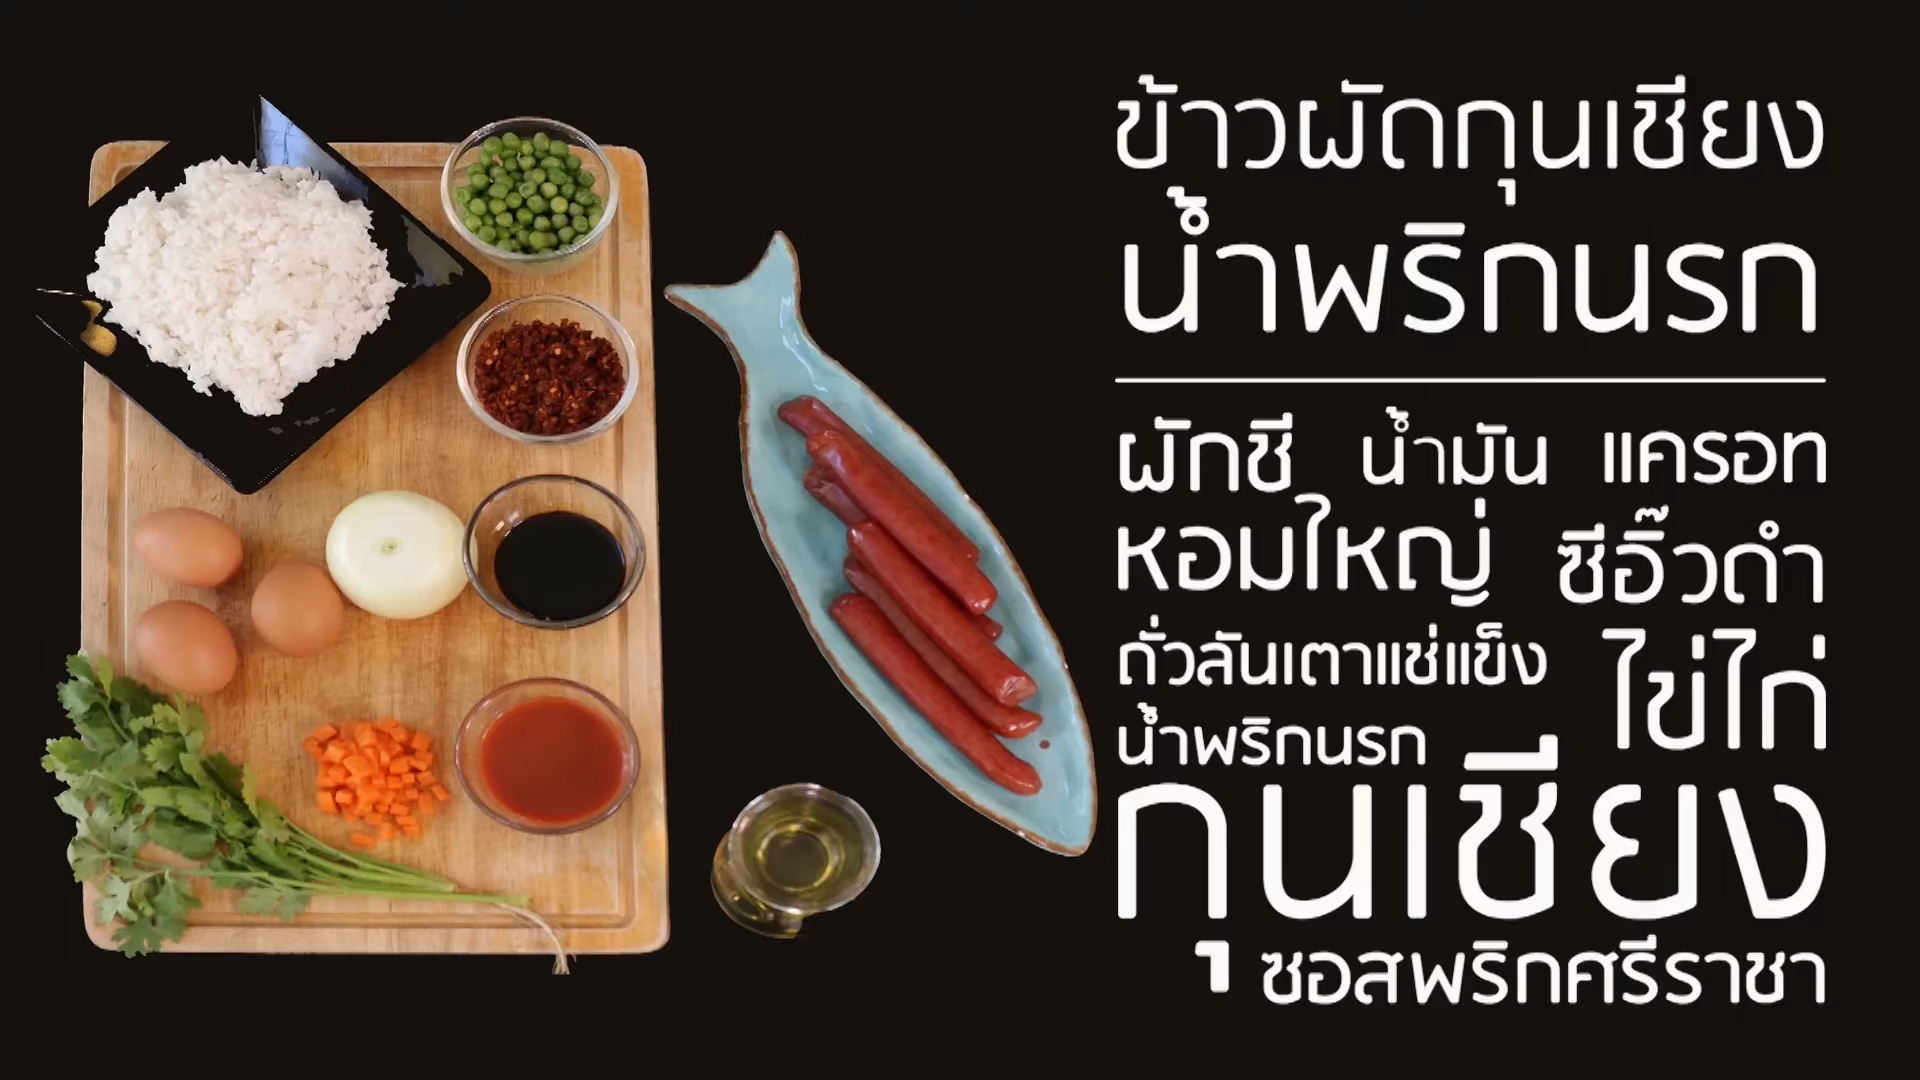 ข้าวผัดกุนเชียง
น้ำพริกนรก
ผักชี น้ำมัน แครอท
หอมใหญ่ ซีอิ๊วดำ
ถั่วลันเตาแช่แข็ง ไข่ไก่
น้ำพริกนรก
กุนเชียง
ซอสพริกศรีราชา